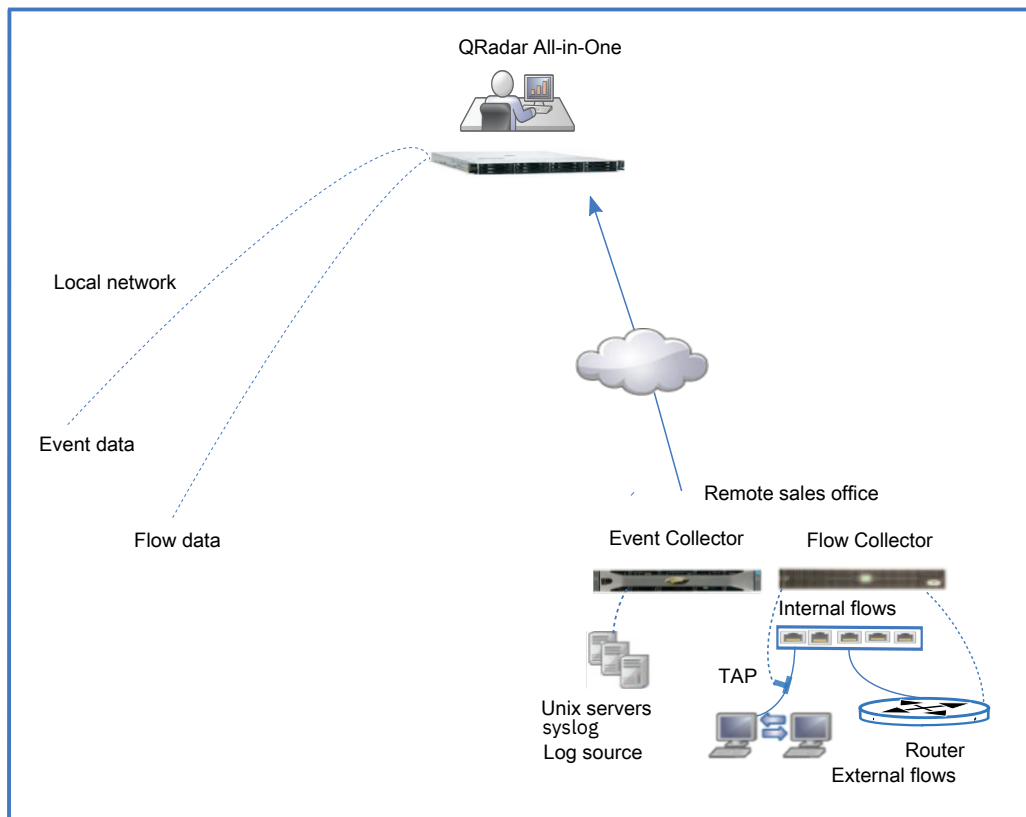 QRadar All-in-One
Local network
Event data
Flow data
Remote sales office
Event Collector
Flow Collector
Internal flows
TAP
Unix servers
syslog
Log source
Router
External flows